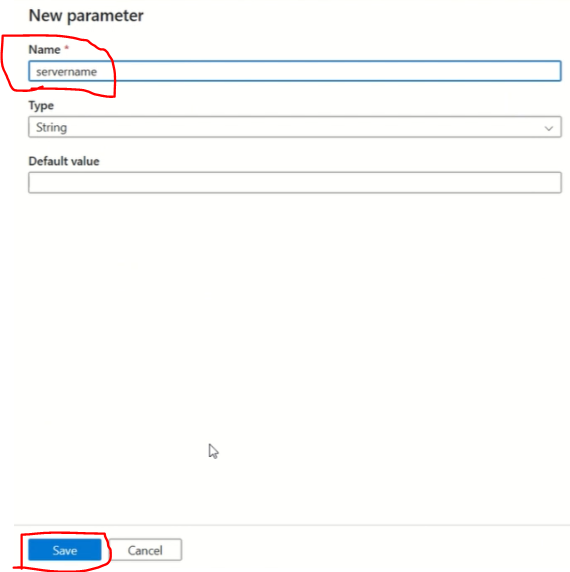 New parameter
Name *
servername
Type
String
Default value
Save Cancel